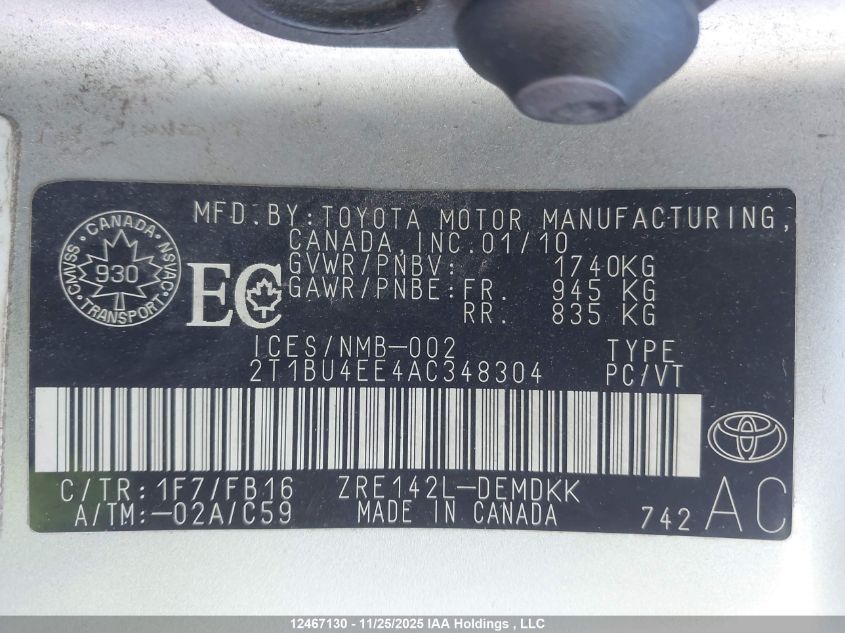 MFD.BY:TOYOTA MOTOR MANUFACTURING,
CANADA,INC.01/10
CANADA
CMVSS
NSVAC
930
TRANSPORT
EC
GVWR/PNBV: 1740KG
GAWR/PNBE:FR. 945 KG
RR. 835 KG
ICES/NMB-002 TYPE
2T1BU4EE4AC348304 PC/VT
C/TR:1F7/FB16 ZRE142L-DEMDKK
A/TM:-02A/C59 MADE IN CANADA 742 AC
12467130 - 11/25/2025 IAA Holdings , LLC